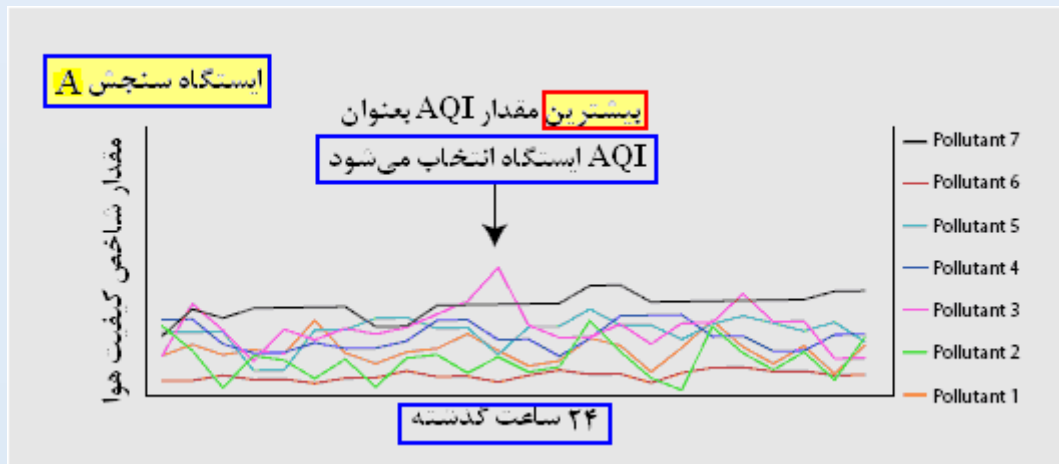 ایستگاه سنجش A
بیشترین مقدار AQI بعنوان
AQI ایستگاه انتخاب می‌شود
مقدار شاخص کیفیت هوا
Pollutant 7
Pollutant 6
Pollutant 5
Pollutant 4
Pollutant 3
Pollutant 2
Pollutant 1
۲۴ ساعت گذشته